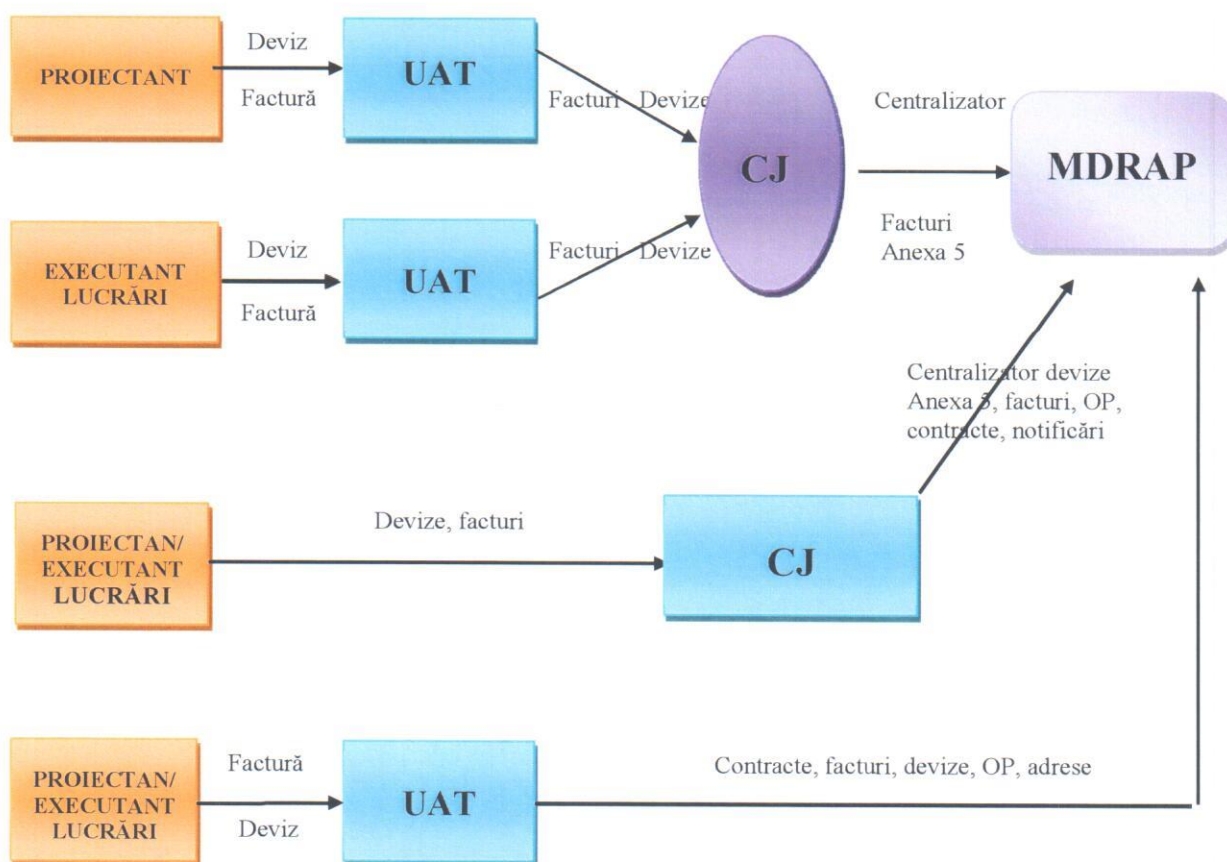 Deviz
PROIECTANT
Factură
UAT
Facturi Devize
CJ
Centralizator
MDRAP
Facturi
Anexa 5
Deviz
EXECUTANT
LUCRĂRI
Factură
UAT
Facturi Devize
Centralizator devize
Anexa 5, facturi, OP,
contracte, notificări
PROIECTAN/
EXECUTANT
LUCRĂRI
Devize, facturi
CJ
PROIECTAN/
EXECUTANT
LUCRĂRI
Factură
Deviz
UAT
Contracte, facturi, devize, OP, adrese